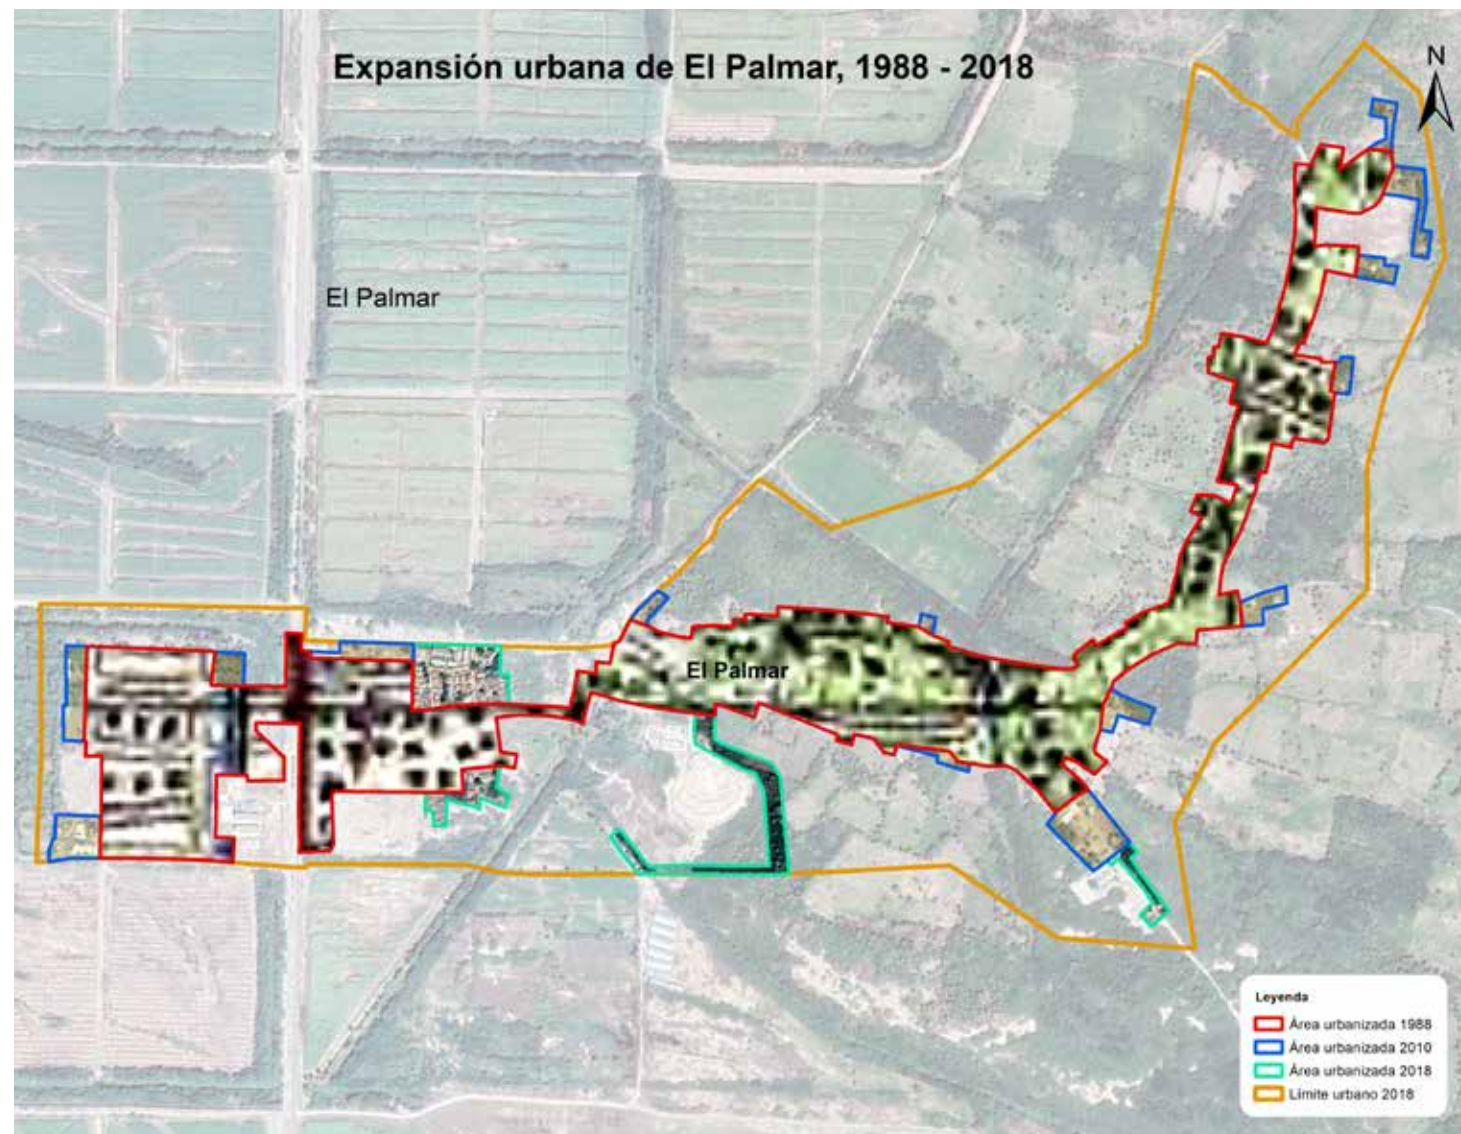 Expansión urbana de El Palmar, 1988 - 2018
N
El Palmar
El Palmar
Leyenda
Área urbanizada 1988
Área urbanizada 2010
Área urbanizada 2018
Límite urbano 2018